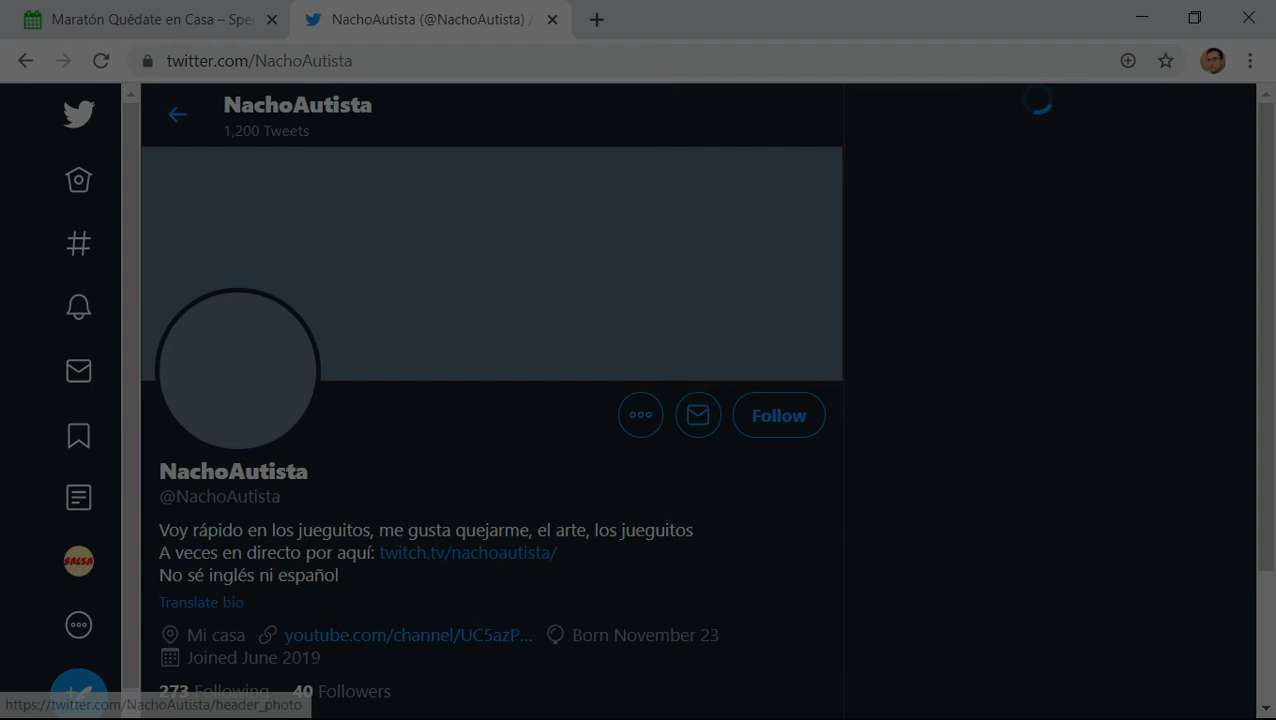 Maratón Quédate en Casa – Spe
NachoAutista (@NachoAutista) /
twitter.com/NachoAutista
NachoAutista
1,200 Tweets
Follow
NachoAutista
@NachoAutista
Voy rápido en los jueguitos, me gusta quejarme, el arte, los jueguitos
A veces en directo por aquí: twitch.tv/nachoautista/
No sé inglés ni español
Translate bio
Mi casa youtube.com/channel/UC5azP... Born November 23
Joined June 2019
SALSA
273 Following 40 Followers
https://twitter.com/NachoAutista/header_photo